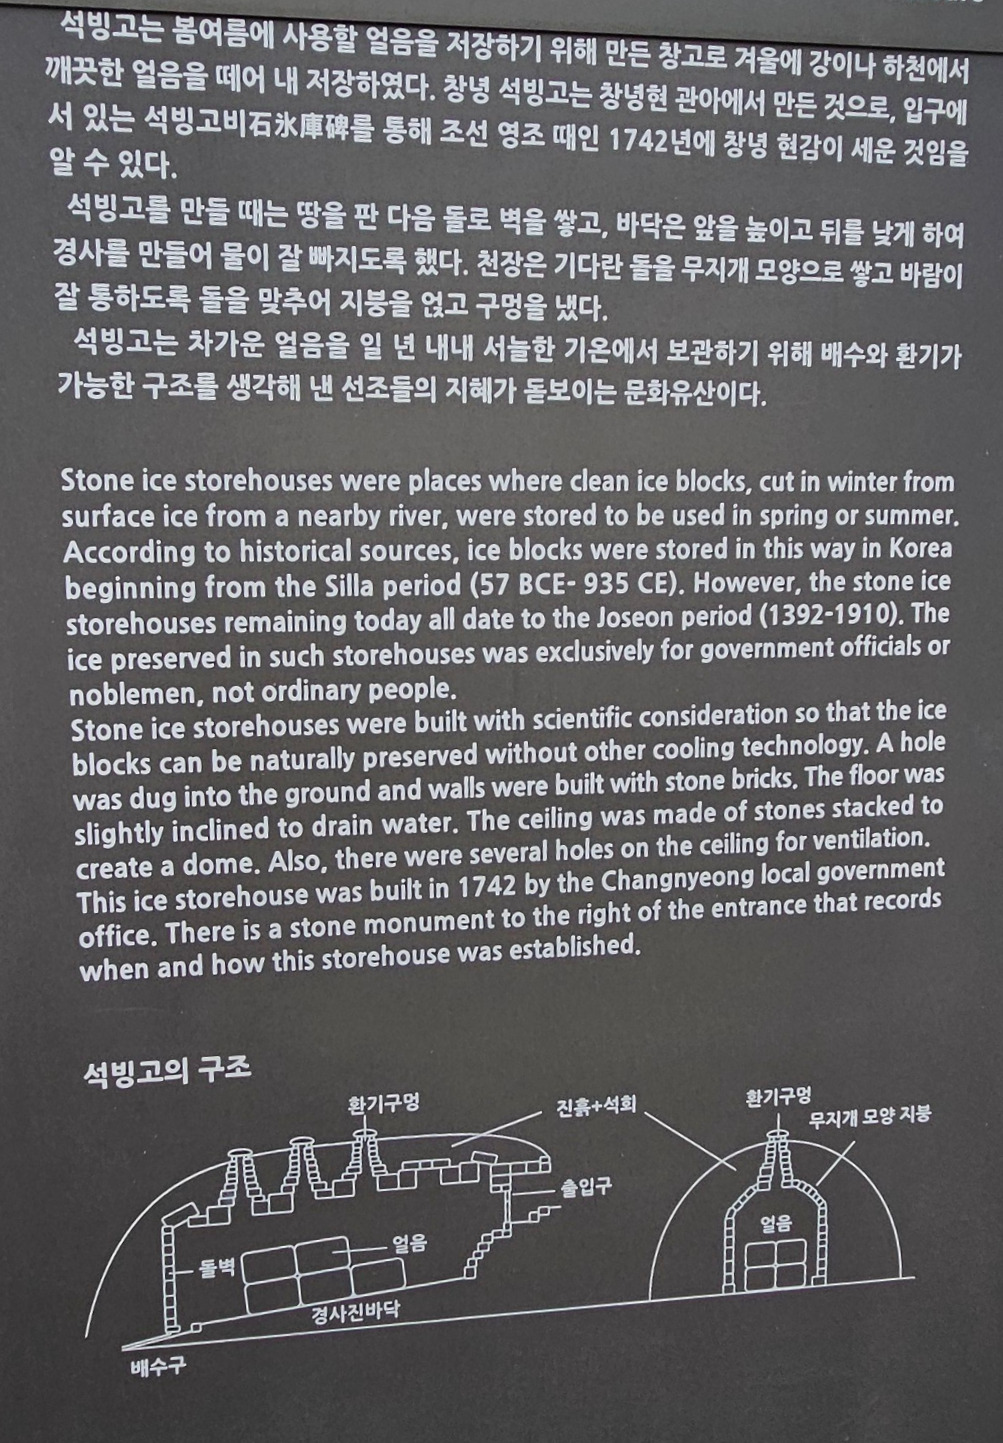 석빙고는 봄여름에 사용할 얼음을 저장하기 위해 만든 창고로 겨울에 강이나 하천에서
깨끗한 얼음을 떼어 내 저장하였다. 창녕 석빙고는 창녕현 관아에서 만든 것으로, 입구에
서 있는 석빙고비石氷庫碑를 통해 조선 영조 때인 1742년에 창녕 현감이 세운 것임을
알 수 있다.
석빙고를 만들 때는 땅을 판 다음 돌로 벽을 쌓고, 바닥은 앞을 높이고 뒤를 낮게 하여
경사를 만들어 물이 잘 빠지도록 했다. 천장은 기다란 돌을 무지개 모양으로 쌓고 바람이
잘 통하도록 돌을 맞추어 지붕을 얹고 구멍을 냈다.
석빙고는 차가운 얼음을 일 년 내내 서늘한 기온에서 보관하기 위해 배수와 환기가
가능한 구조를 생각해 낸 선조들의 지혜가 돋보이는 문화유산이다.
Stone ice storehouses were places where clean ice blocks, cut in winter from
surface ice from a nearby river, were stored to be used in spring or summer.
According to historical sources, ice blocks were stored in this way in Korea
beginning from the Silla period (57 BCE- 935 CE). However, the stone ice
storehouses remaining today all date to the Joseon period (1392-1910). The
ice preserved in such storehouses was exclusively for government officials or
noblemen, not ordinary people.
Stone ice storehouses were built with scientific consideration so that the ice
blocks can be naturally preserved without other cooling technology. A hole
was dug into the ground and walls were built with stone bricks. The floor was
slightly inclined to drain water. The ceiling was made of stones stacked to
create a dome. Also, there were several holes on the ceiling for ventilation.
This ice storehouse was built in 1742 by the Changnyeong local government
office. There is a stone monument to the right of the entrance that records
when and how this storehouse was established.
석빙고의 구조
환기구멍
진흙+석회
환기구멍
무지개 모양 지붕
출입구
얼음
얼음
돌벽
경사진바닥
배수구